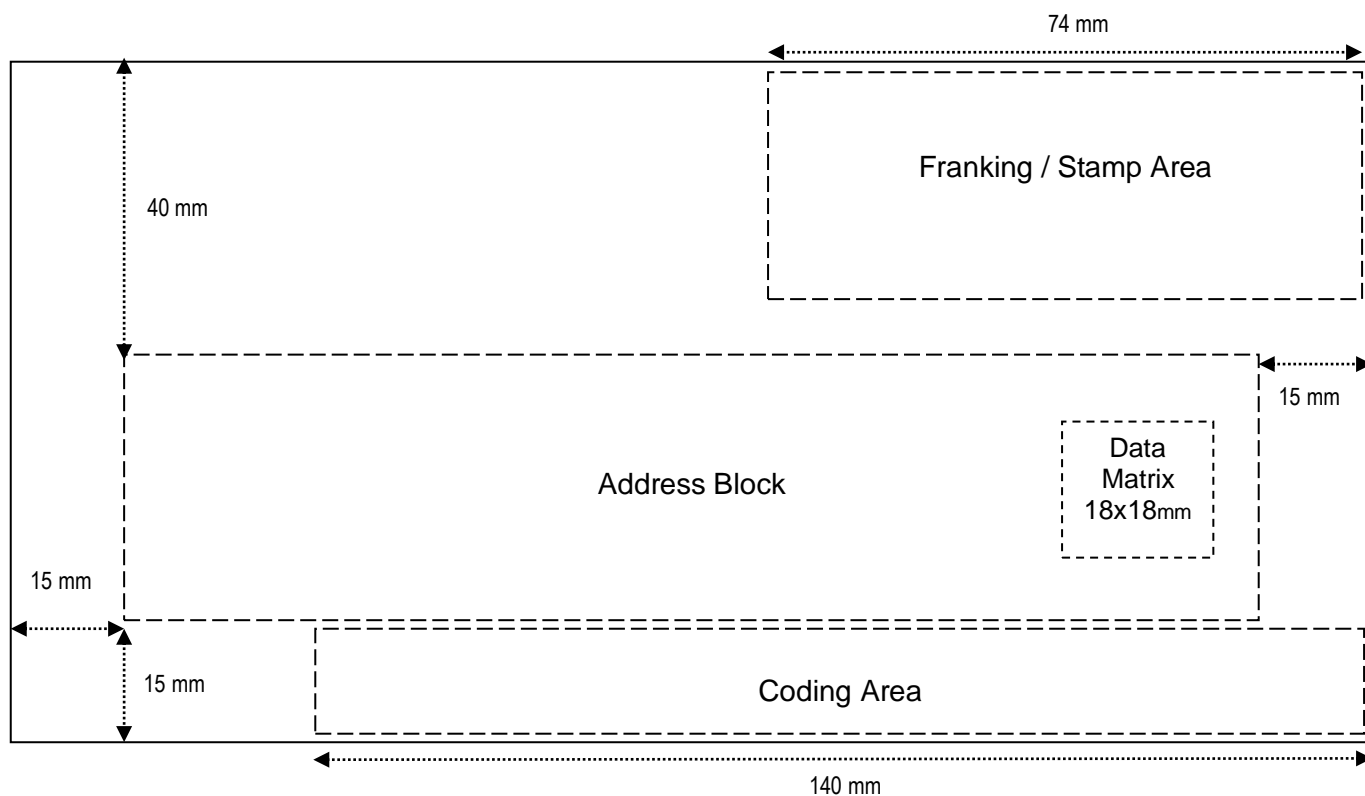 74 mm
Franking / Stamp Area
40 mm
15 mm
Address Block
Data
Matrix
18x18mm
15 mm
15 mm
Coding Area
140 mm